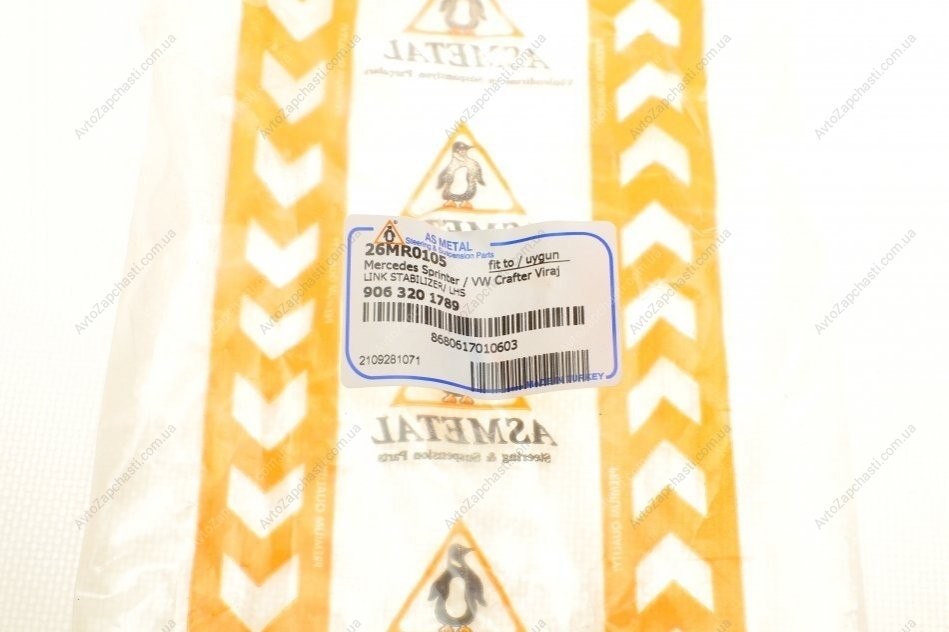 ASMETAL
Steering & Suspension Parts
AS METAL
Steering & Suspension Parts
26MR0105
fit to / uygun
Mercedes Sprinter / VW Crafter Viraj
LINK STABILIZER/ LHS
906 320 1789
8680617010603
2109281071
MADE IN TURKEY
ASMETAL
Steering & Suspension Parts
AvtoZapchasti.com.ua